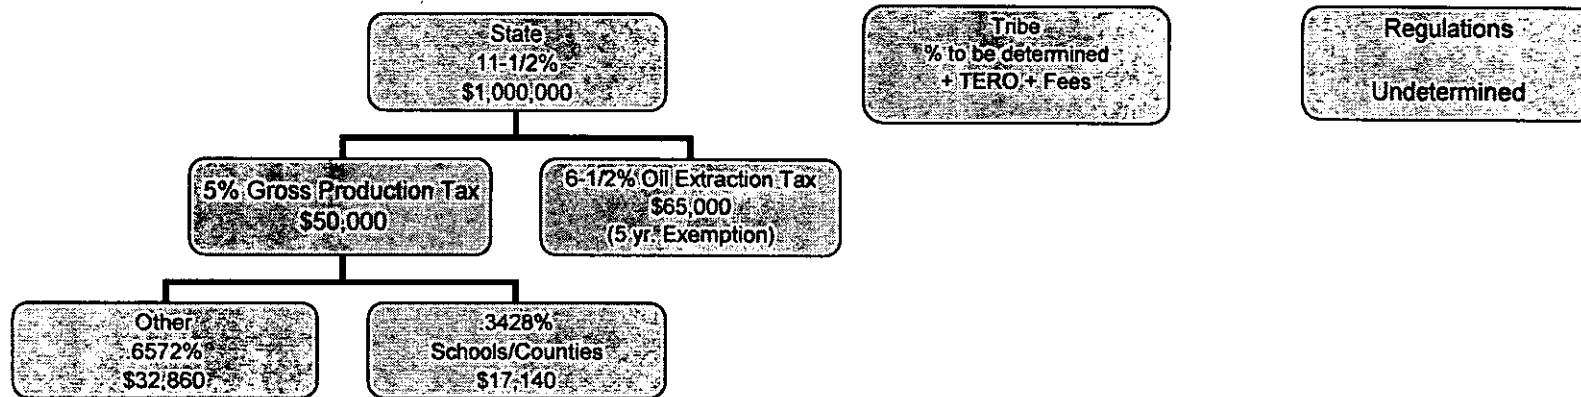 State
11-1/2%
$1,000,000
Tribe
% to be determined
+ TERO + Fees
Regulations
Undetermined
5% Gross Production Tax
$50,000
6-1/2% Oil Extraction Tax
$65,000
(5 yr. Exemption)
Other
.6572%
$32,860
.3428%
Schools/Counties
$17,140